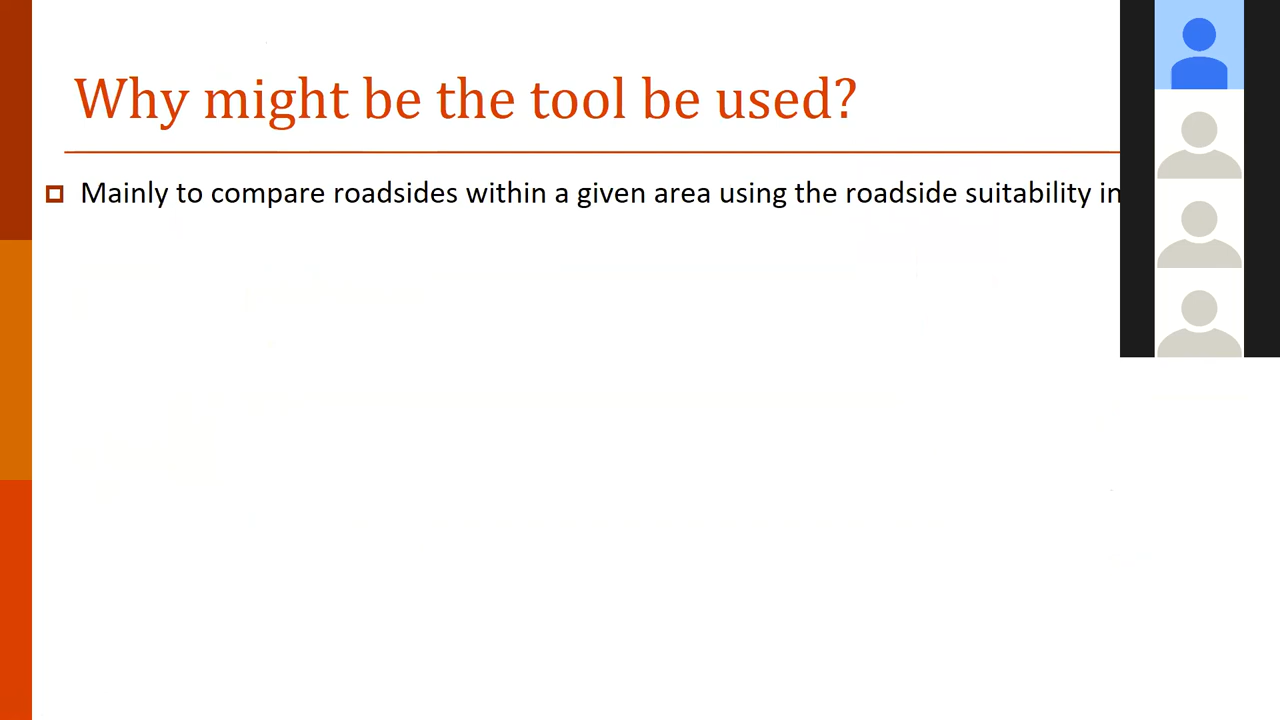 Why might be the tool be used?
Mainly to compare roadsides within a given area using the roadside suitability